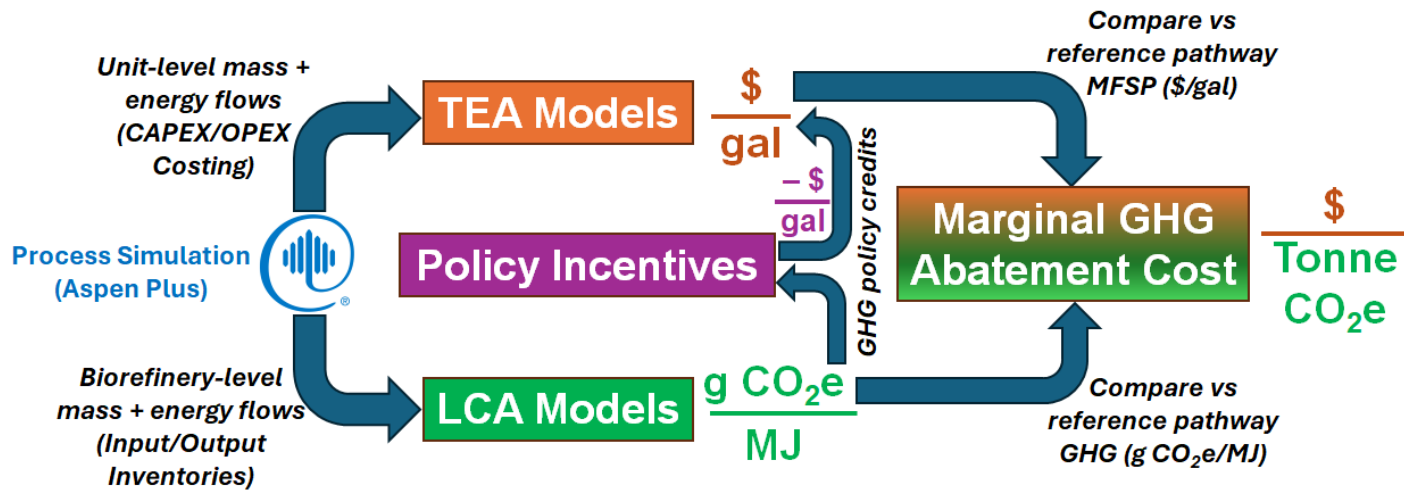 Unit-level mass +
energy flows
(CAPEX/OPEX
Costing)
TEA Models
$
gal
Compare vs
reference pathway
MFSP ($/gal)
Process Simulation
(Aspen Plus)
®
Policy Incentives
– $
gal
GHG policy credits
Marginal GHG
Abatement Cost
$
Tonne
CO₂e
Biorefinery-level
mass + energy flows
(Input/Output
Inventories)
LCA Models
g CO₂e
MJ
Compare vs
reference pathway
GHG (g CO₂e/MJ)